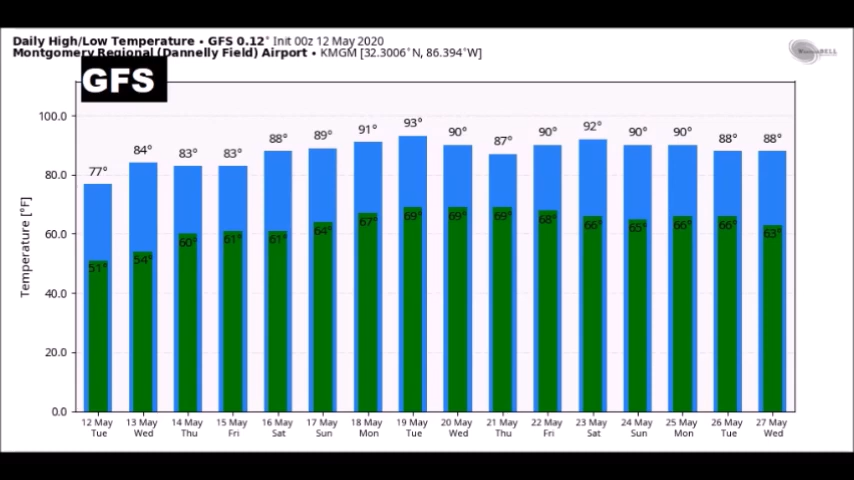 Daily High/Low Temperature • GFS 0.12° Init 00z 12 May 2020
Montgomery Regional (Dannelly Field) Airport • KMGM [32.3006°N, 86.394°W]
WeatherBELL
GFS
100.0
80.0
60.0
40.0
20.0
0.0
Temperature [°F]
77° 84° 83° 83° 88° 89° 91° 93° 90° 87° 90° 92° 90° 90° 88° 88°
51° 54° 60° 61° 61° 64° 67° 69° 69° 69° 68° 66° 65° 66° 66° 63°
12 May 13 May 14 May 15 May 16 May 17 May 18 May 19 May 20 May 21 May 22 May 23 May 24 May 25 May 26 May 27 May
Tue Wed Thu Fri Sat Sun Mon Tue Wed Thu Fri Sat Sun Mon Tue Wed